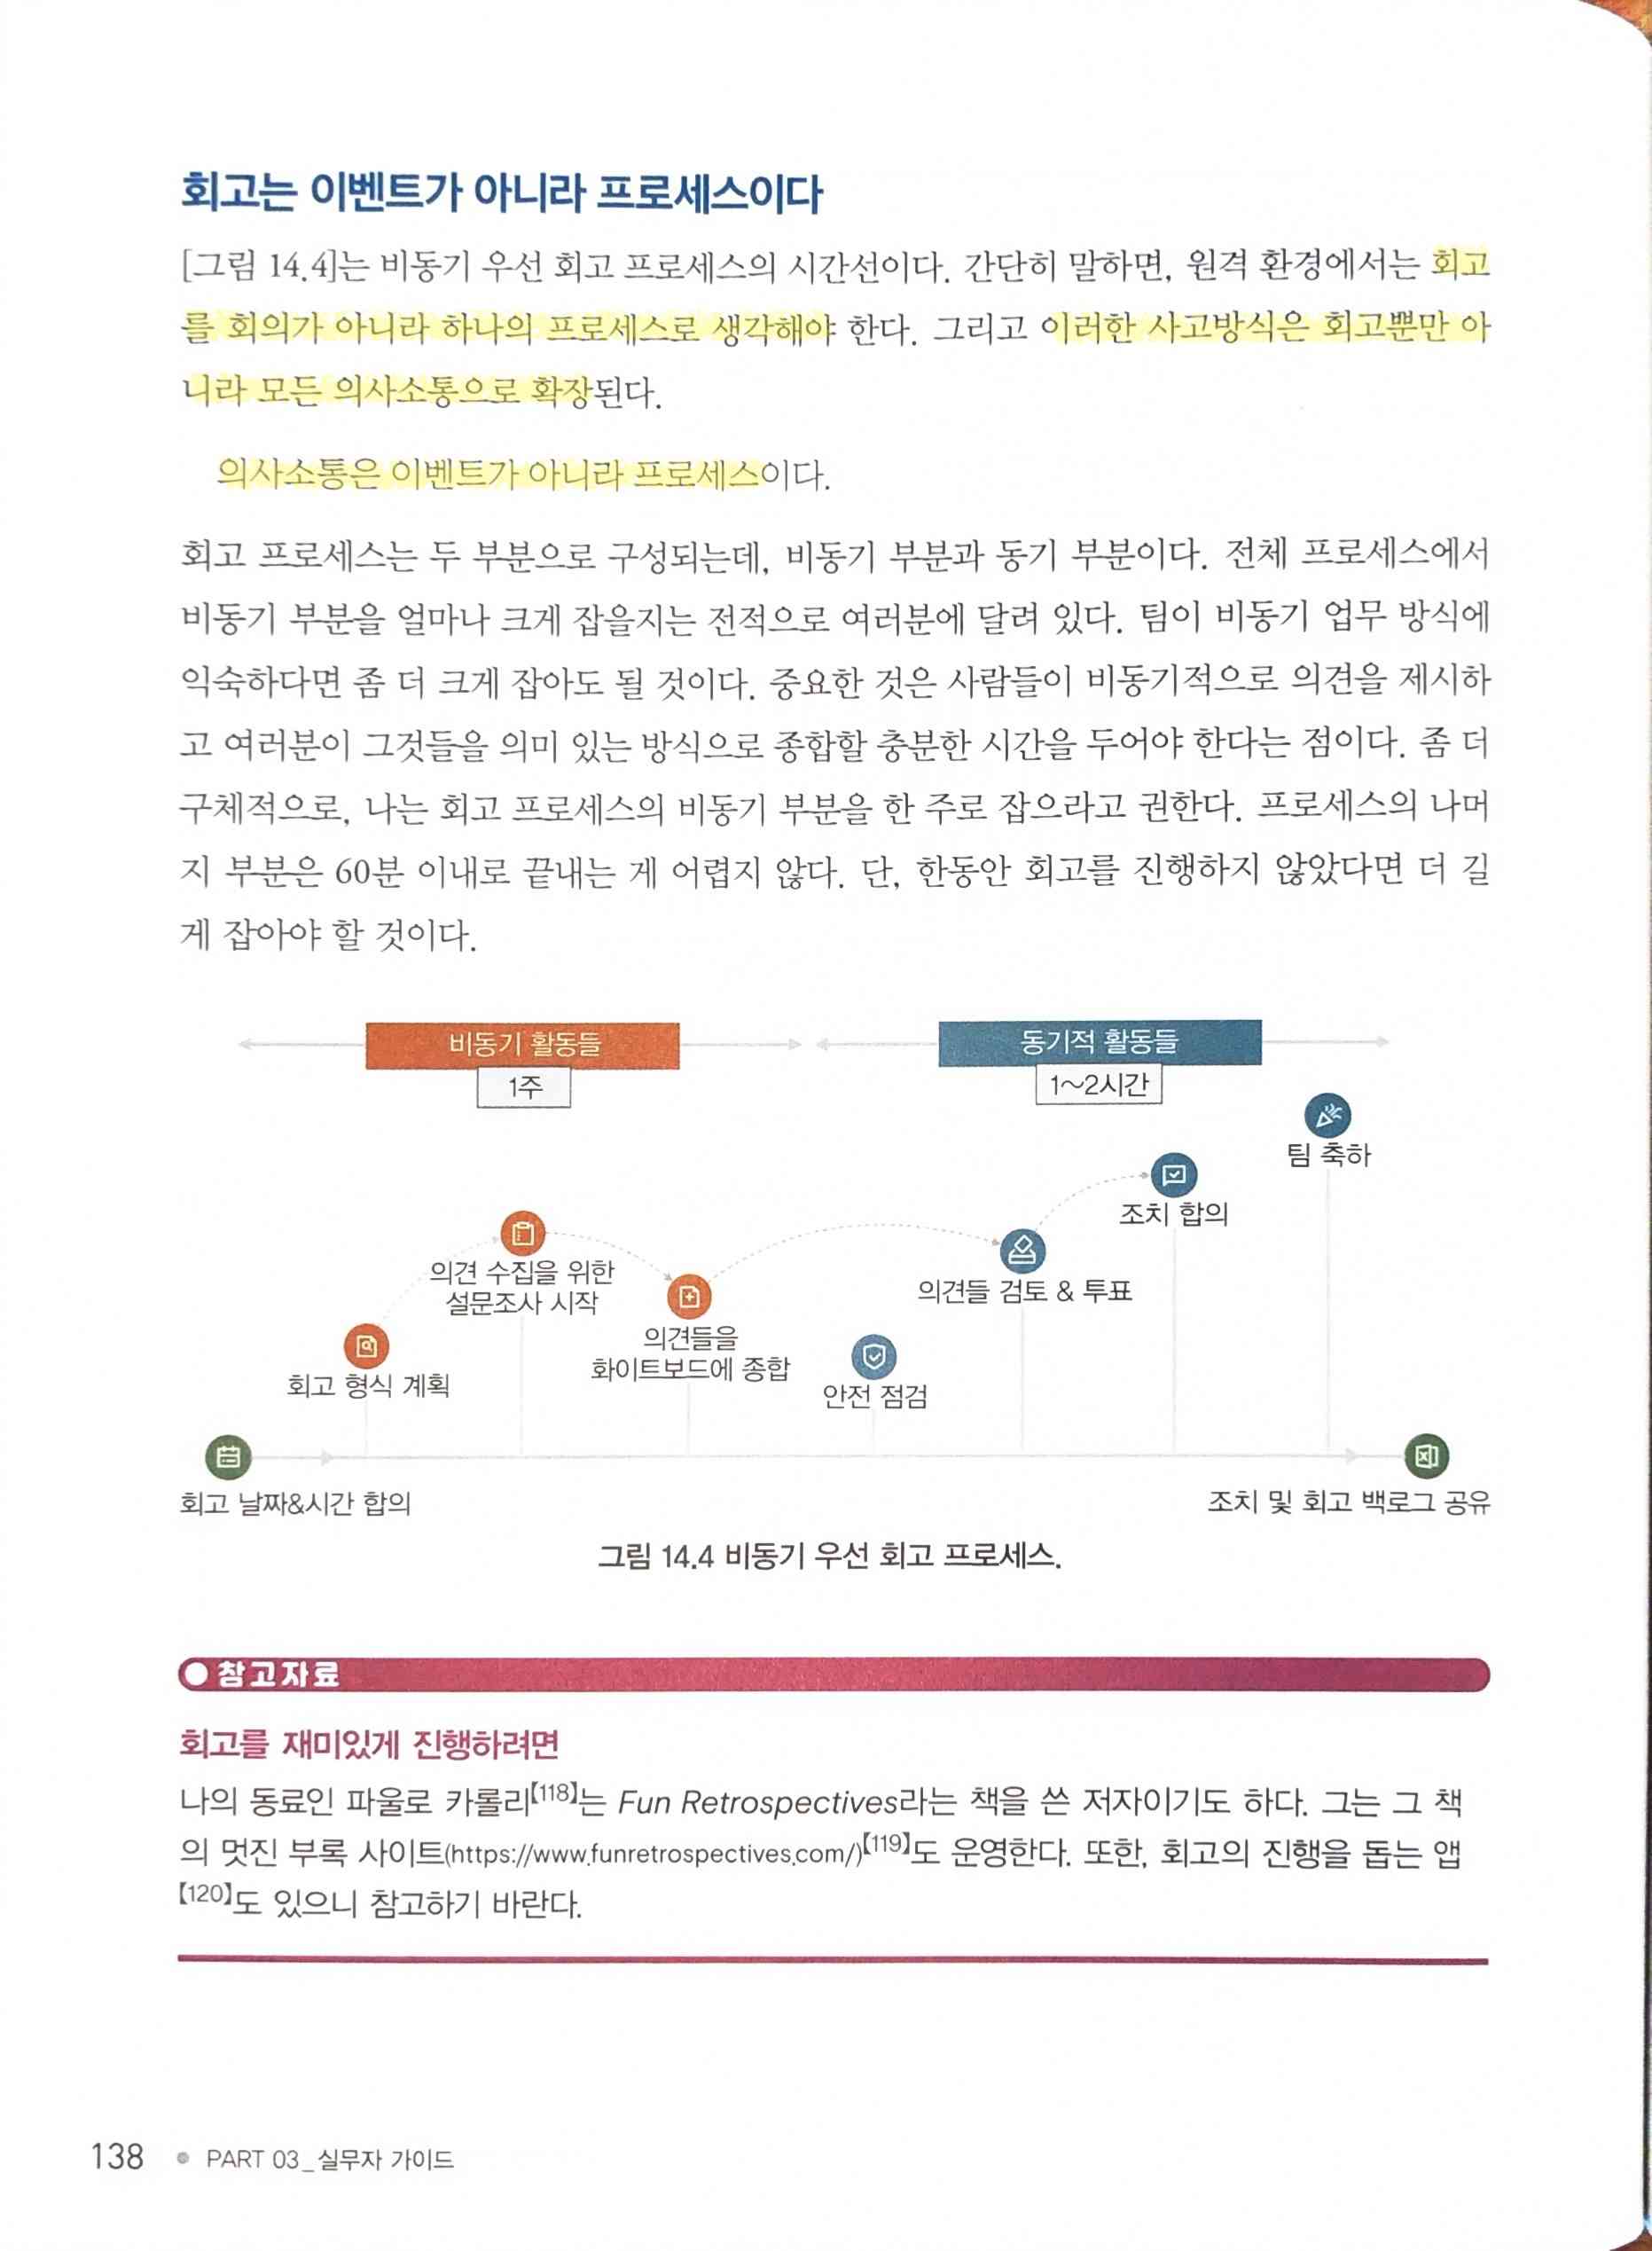 회고는 이벤트가 아니라 프로세스이다
[그림 14.4]는 비동기 우선 회고 프로세스의 시간선이다. 간단히 말하면, 원격 환경에서는 회고
를 회의가 아니라 하나의 프로세스로 생각해야 한다. 그리고 이러한 사고방식은 회고뿐만 아
니라 모든 의사소통으로 확장된다.
의사소통은 이벤트가 아니라 프로세스이다.
회고 프로세스는 두 부분으로 구성되는데, 비동기 부분과 동기 부분이다. 전체 프로세스에서
비동기 부분을 얼마나 크게 잡을지는 전적으로 여러분에 달려 있다. 팀이 비동기 업무 방식에
익숙하다면 좀 더 크게 잡아도 될 것이다. 중요한 것은 사람들이 비동기적으로 의견을 제시하
고 여러분이 그것들을 의미 있는 방식으로 종합할 충분한 시간을 두어야 한다는 점이다. 좀 더
구체적으로, 나는 회고 프로세스의 비동기 부분을 한 주로 잡으라고 권한다. 프로세스의 나머
지 부분은 60분 이내로 끝내는 게 어렵지 않다. 단, 한동안 회고를 진행하지 않았다면 더 길
게 잡아야 할 것이다.
비동기 활동들
1주
동기적 활동들
1~2시간
팀 축하
조치 합의
의견 수집을 위한
설문조사 시작
의견들 검토 & 투표
의견들을
화이트보드에 종합
회고 형식 계획
안전 점검
회고 날짜&시간 합의
조치 및 회고 백로그 공유
그림 14.4 비동기 우선 회고 프로세스.
참고자료
회고를 재미있게 진행하려면
나의 동료인 파울로 카롤리【118】는 Fun Retrospectives라는 책을 쓴 저자이기도 하다. 그는 그 책
의 멋진 부록 사이트(https://www.funretrospectives.com/)【119】도 운영한다. 또한, 회고의 진행을 돕는 앱
【120】도 있으니 참고하기 바란다.
138 • PART 03_실무자 가이드